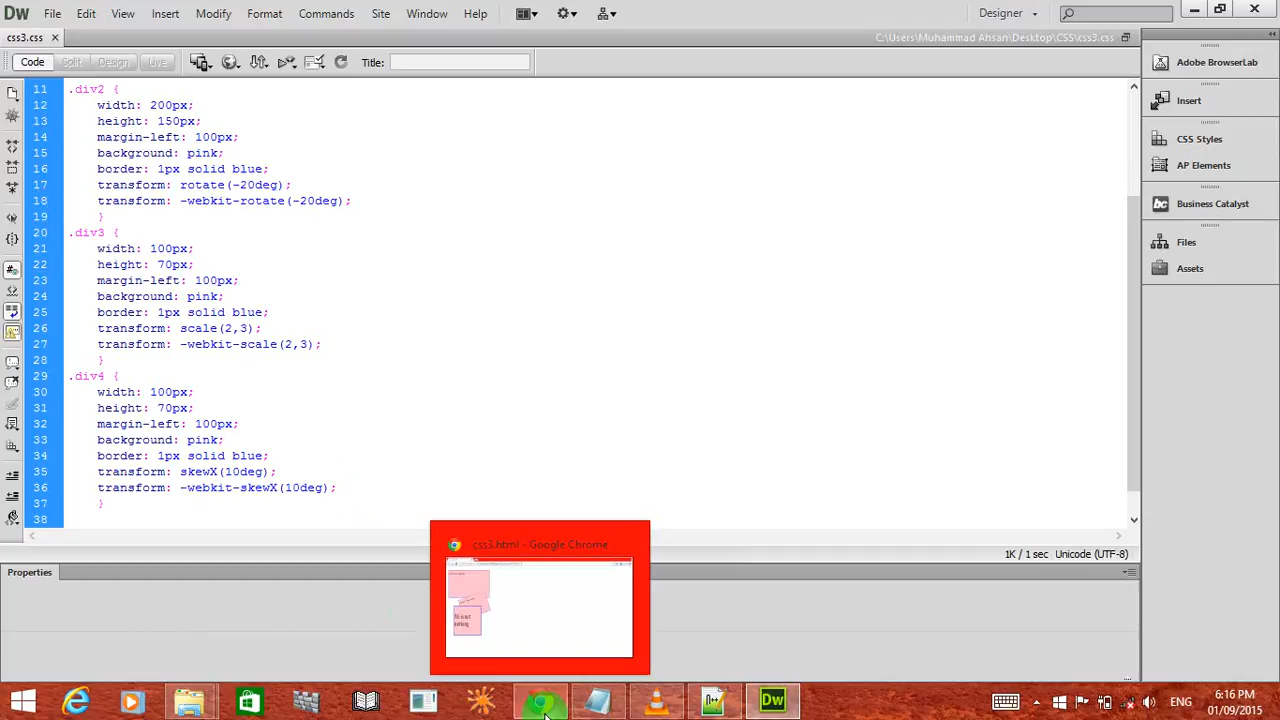 Dw File Edit View Insert Modify Format Commands Site Window Help Designer
css3.css C:\Users\Muhammad Ahsan\Desktop\CSS\css3.css
Code Split Design Live Title:
11 .div2 {
12 width: 200px;
13 height: 150px;
14 margin-left: 100px;
15 background: pink;
16 border: 1px solid blue;
17 transform: rotate(-20deg);
18 transform: -webkit-rotate(-20deg);
19 }
20 .div3 {
21 width: 100px;
22 height: 70px;
23 margin-left: 100px;
24 background: pink;
25 border: 1px solid blue;
26 transform: scale(2,3);
27 transform: -webkit-scale(2,3);
28 }
29 .div4 {
30 width: 100px;
31 height: 70px;
32 margin-left: 100px;
33 background: pink;
34 border: 1px solid blue;
35 transform: skewX(10deg);
36 transform: -webkit-skewX(10deg);
37 }
38
Adobe BrowserLab
Insert
CSS Styles
AP Elements
bc Business Catalyst
Files
Assets
1K / 1 sec Unicode (UTF-8)
Properties
css3.html - Google Chrome
Dw
ENG
6:16 PM
01/09/2015